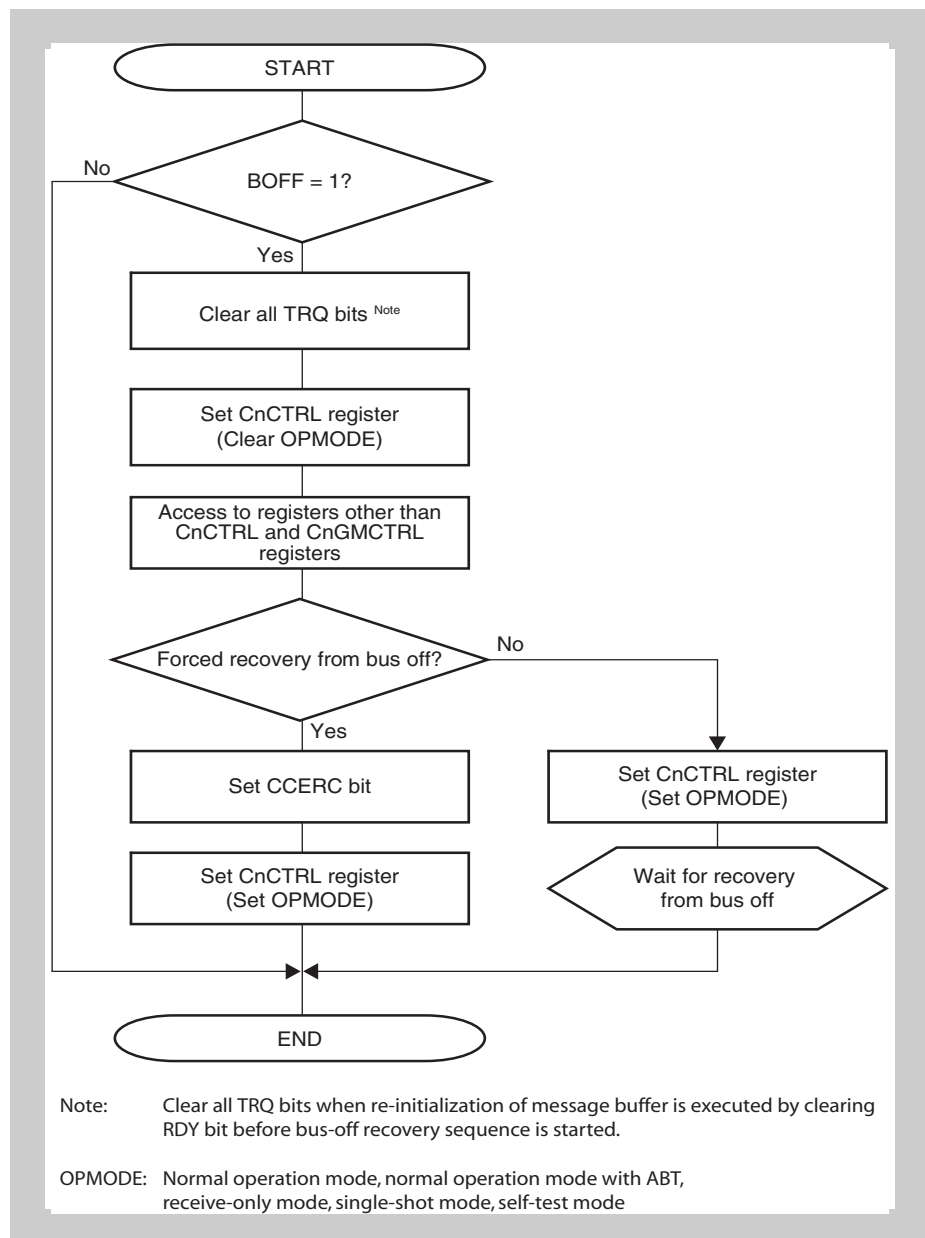 START
No
BOFF = 1?
Yes
Clear all TRQ bits Note
Set CnCTRL register
(Clear OPMODE)
Access to registers other than
CnCTRL and CnGMCTRL
registers
Forced recovery from bus off?
No
Yes
Set CCERC bit
Set CnCTRL register
(Set OPMODE)
Set CnCTRL register
(Set OPMODE)
Wait for recovery
from bus off
END
Note: Clear all TRQ bits when re-initialization of message buffer is executed by clearing
RDY bit before bus-off recovery sequence is started.
OPMODE: Normal operation mode, normal operation mode with ABT,
receive-only mode, single-shot mode, self-test mode